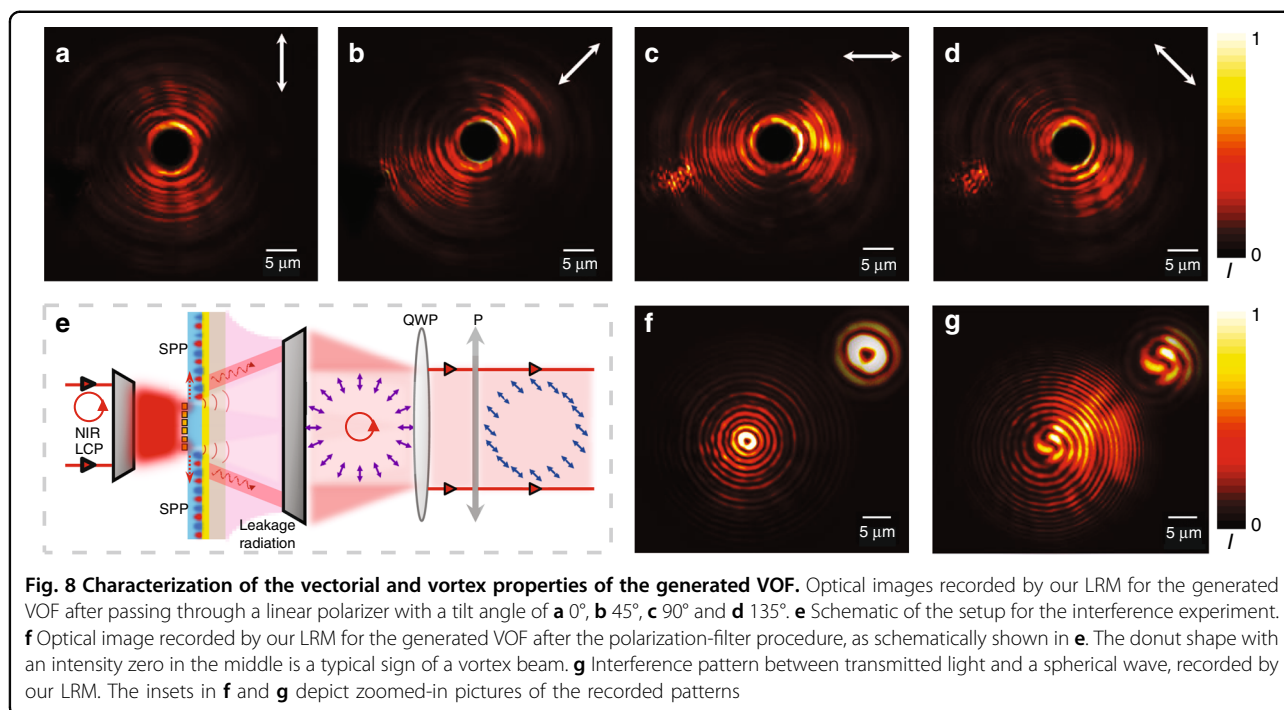 a
b
c
d
1
5 μm
5 μm
5 μm
5 μm
0
I
e
SPP
QWP
P
NIR
LCP
SPP
Leakage
radiation
f
g
1
5 μm
5 μm
0
I
Fig. 8 Characterization of the vectorial and vortex properties of the generated VOF. Optical images recorded by our LRM for the generated
VOF after passing through a linear polarizer with a tilt angle of a 0°, b 45°, c 90° and d 135°. e Schematic of the setup for the interference experiment.
f Optical image recorded by our LRM for the generated VOF after the polarization-filter procedure, as schematically shown in e. The donut shape with
an intensity zero in the middle is a typical sign of a vortex beam. g Interference pattern between transmitted light and a spherical wave, recorded by
our LRM. The insets in f and g depict zoomed-in pictures of the recorded patterns